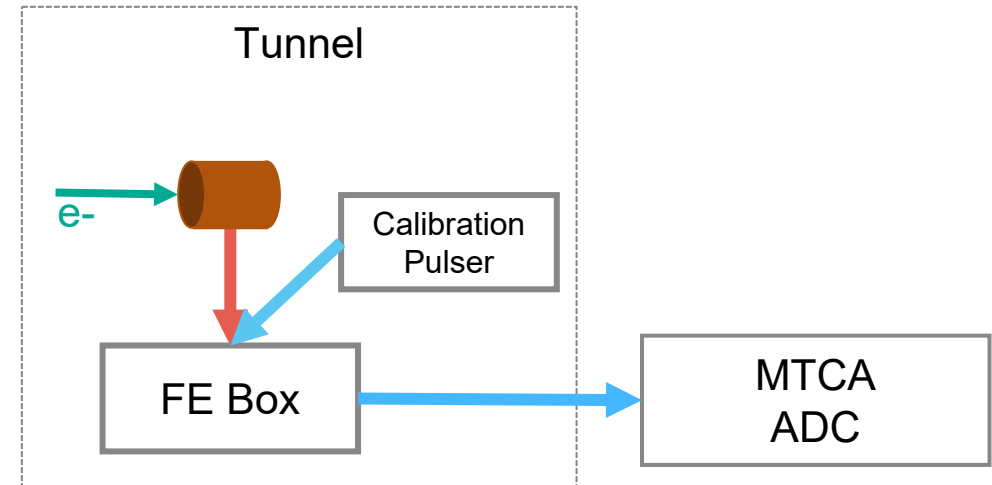 Tunnel
e-
Calibration
Pulser
FE Box
MTCA
ADC